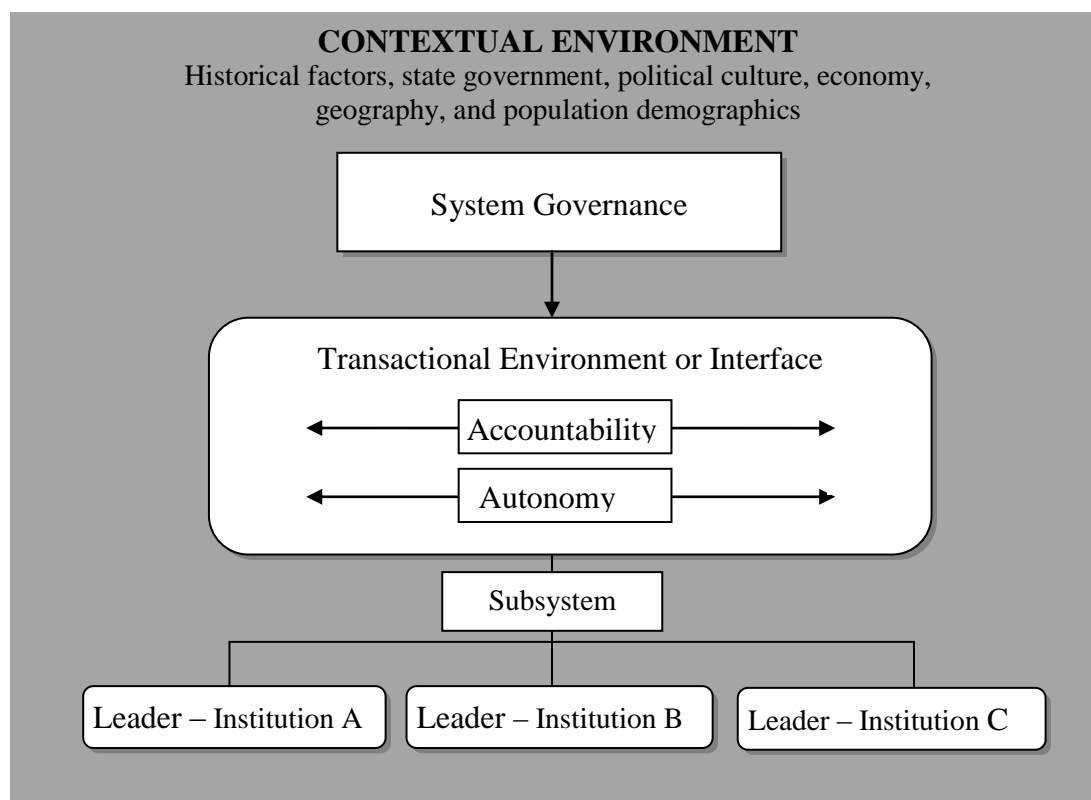 CONTEXTUAL ENVIRONMENT
Historical factors, state government, political culture, economy,
geography, and population demographics
System Governance
Transactional Environment or Interface
Accountability
Autonomy
Subsystem
Leader – Institution A
Leader – Institution B
Leader – Institution C